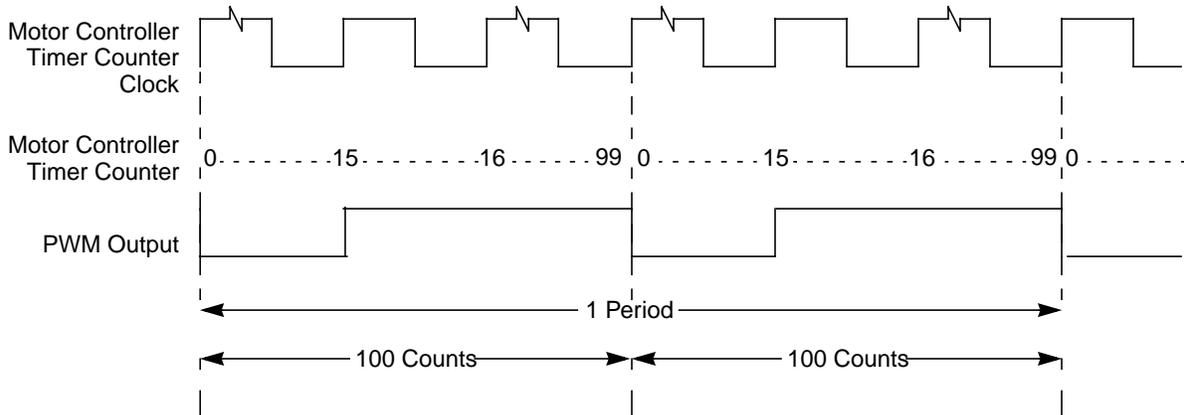 Motor Controller
Timer Counter
Clock
Motor Controller
Timer Counter
0 15 16 99 0 15 16 99 0
PWM Output
1 Period
100 Counts 100 Counts